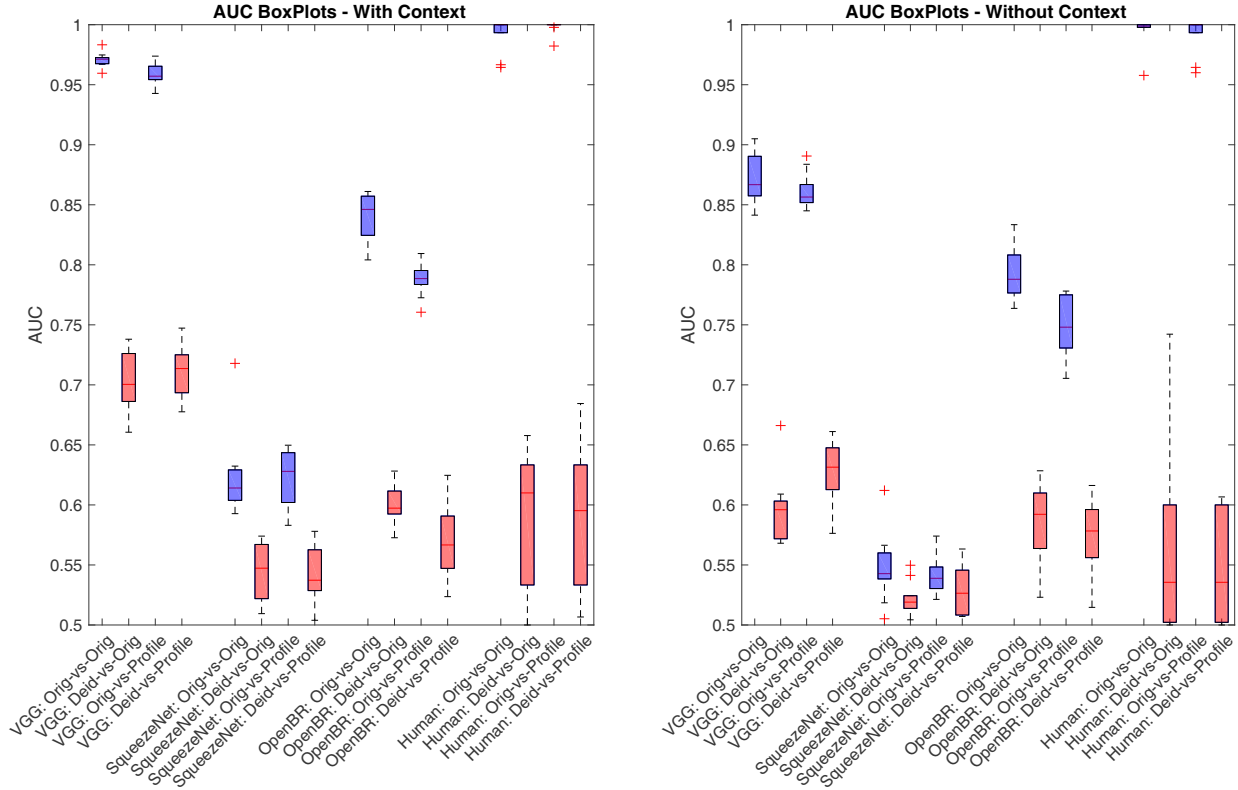 AUC BoxPlots - With Context
1
0.95
0.9
0.85
0.8
0.75
0.7
0.65
0.6
0.55
0.5
AUC
VGG: Orig-vs-Orig
VGG: Deid-vs-Orig
VGG: Orig-vs-Profile
VGG: Deid-vs-Profile
SqueezeNet: Orig-vs-Orig
SqueezeNet: Deid-vs-Orig
SqueezeNet: Orig-vs-Profile
SqueezeNet: Deid-vs-Profile
OpenBR: Orig-vs-Orig
OpenBR: Deid-vs-Orig
OpenBR: Orig-vs-Profile
OpenBR: Deid-vs-Profile
Human: Orig-vs-Orig
Human: Deid-vs-Orig
Human: Orig-vs-Profile
Human: Deid-vs-Profile
AUC BoxPlots - Without Context
1
0.95
0.9
0.85
0.8
0.75
0.7
0.65
0.6
0.55
0.5
AUC
VGG: Orig-vs-Orig
VGG: Deid-vs-Orig
VGG: Orig-vs-Profile
VGG: Deid-vs-Profile
SqueezeNet: Orig-vs-Orig
SqueezeNet: Deid-vs-Orig
SqueezeNet: Orig-vs-Profile
SqueezeNet: Deid-vs-Profile
OpenBR: Orig-vs-Orig
OpenBR: Deid-vs-Orig
OpenBR: Orig-vs-Profile
OpenBR: Deid-vs-Profile
Human: Orig-vs-Orig
Human: Deid-vs-Orig
Human: Orig-vs-Profile
Human: Deid-vs-Profile